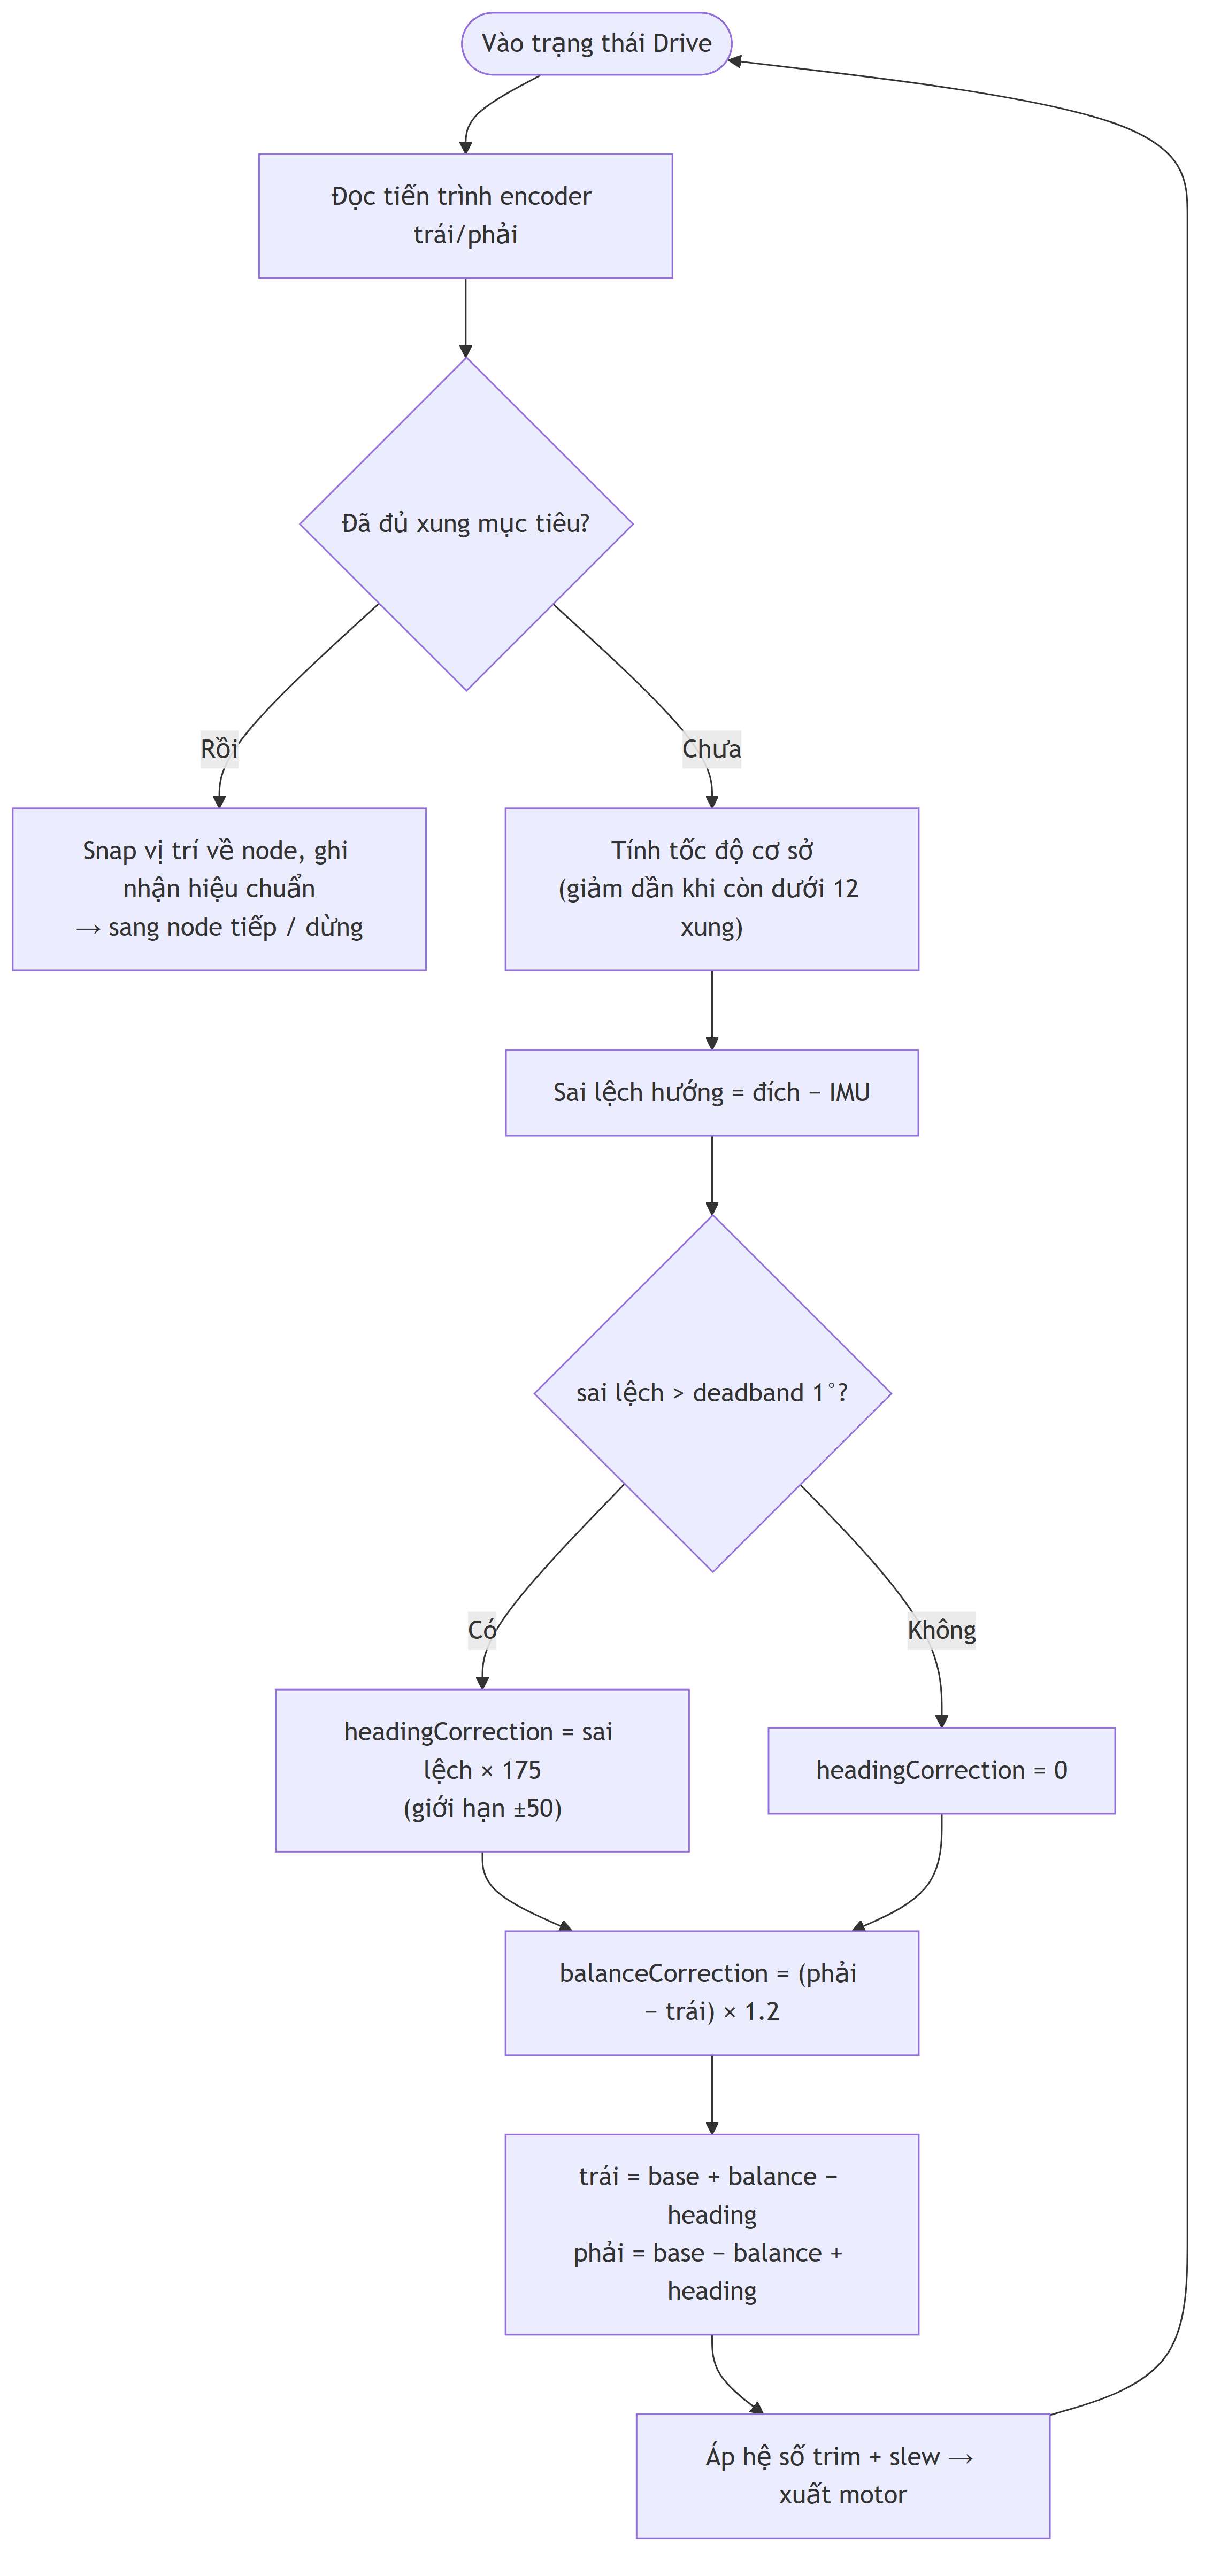 Vào trạng thái Drive
Đọc tiến trình encoder
trái/phải
Đã đủ xung mục tiêu?
Rồi
Chưa
Snap vị trí về node, ghi
nhận hiệu chuẩn
→ sang node tiếp / dừng
Tính tốc độ cơ sở
(giảm dần khi còn dưới 12
xung)
Sai lệch hướng = đích − IMU
sai lệch > deadband 1°?
Có
Không
headingCorrection = sai
lệch × 175
(giới hạn ±50)
headingCorrection = 0
balanceCorrection = (phải
− trái) × 1.2
trái = base + balance −
heading
phải = base − balance +
heading
Áp hệ số trim + slew →
xuất motor